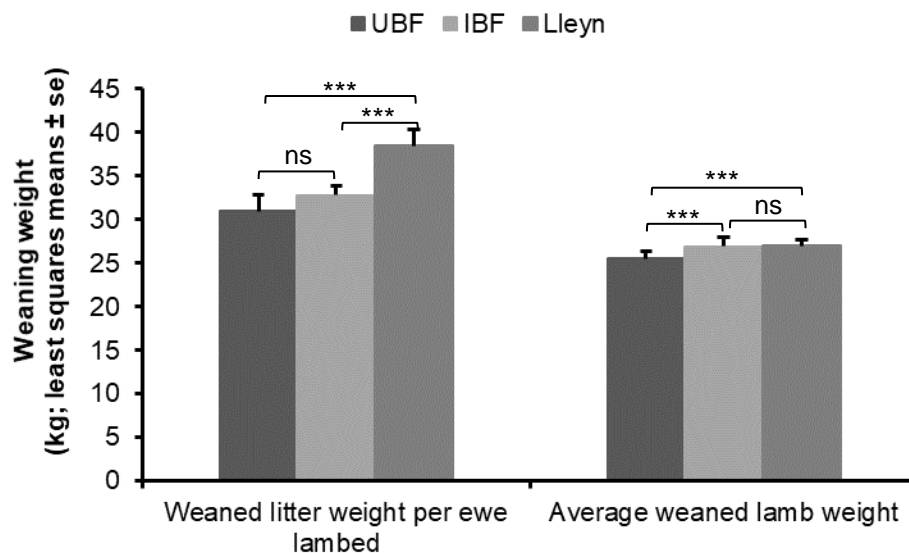 UBF IBF Lleyn
Weaning weight
(kg; least squares means ± se)
45
40
35
30
25
20
15
10
5
0
***
***
ns
***
***
ns
Weaned litter weight per ewe
lambed
Average weaned lamb weight